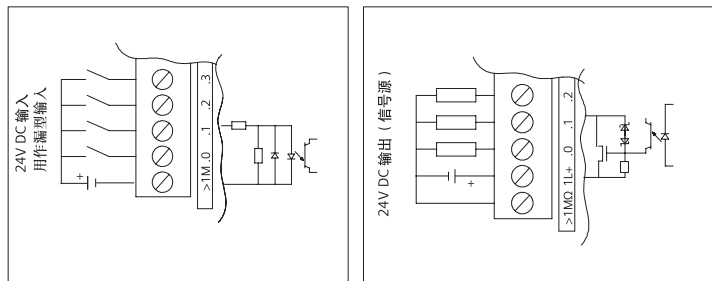 24V DC 输入
用作漏型输入
+
>1M .0 .1 .2 .3
24V DC 输出 ( 信号源 )
+
>1MΩ 1L+ .0 .1 .2